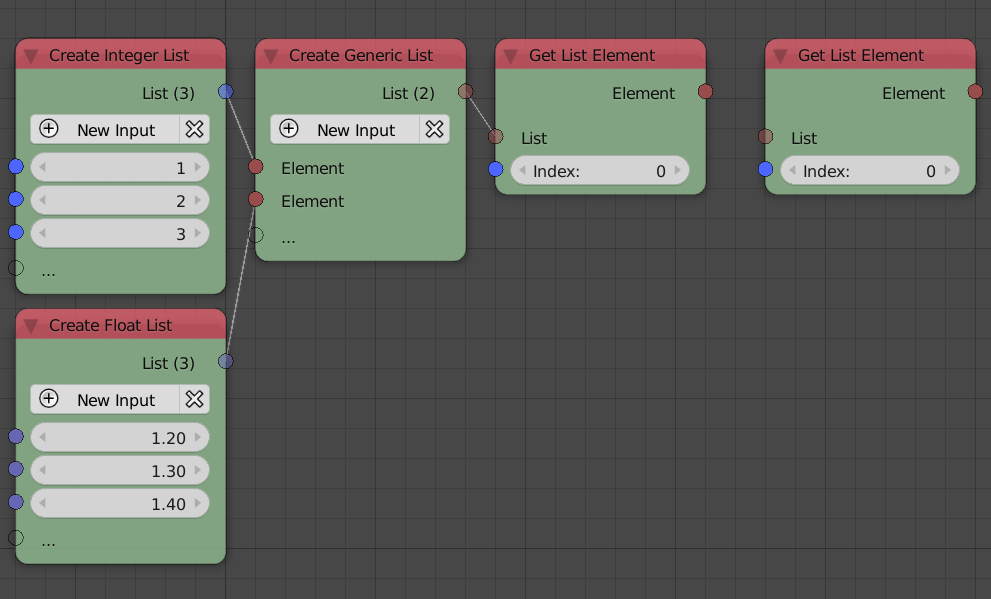 Create Integer List
List (3)
New Input
1
2
3
...
Create Float List
List (3)
New Input
1.20
1.30
1.40
...
Create Generic List
List (2)
New Input
Element
Element
...
Get List Element
Element
List
Index: 0
Get List Element
Element
List
Index: 0